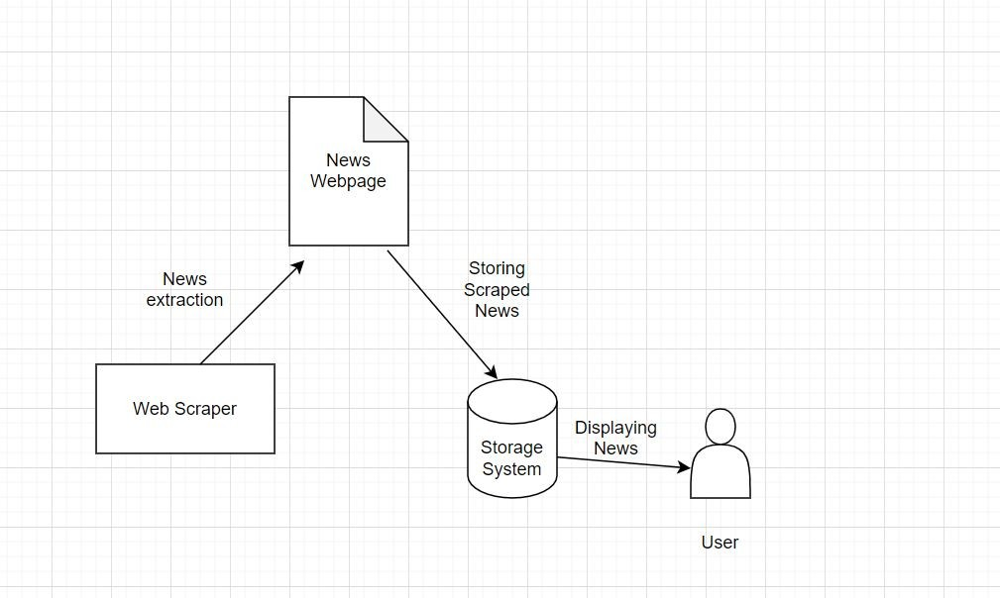 News
Webpage
News
extraction
Storing
Scraped
News
Web Scraper
Storage
System
Displaying
News
User